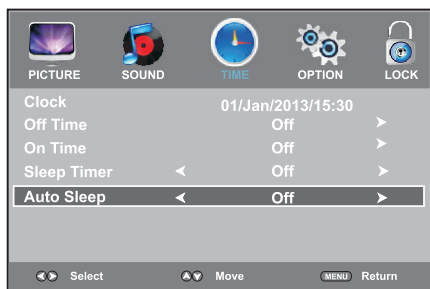 PICTURE SOUND TIME OPTION LOCK
Clock 01/Jan/2013/15:30
Off Time Off
On Time Off
Sleep Timer Off
Auto Sleep Off
Select Move MENU Return